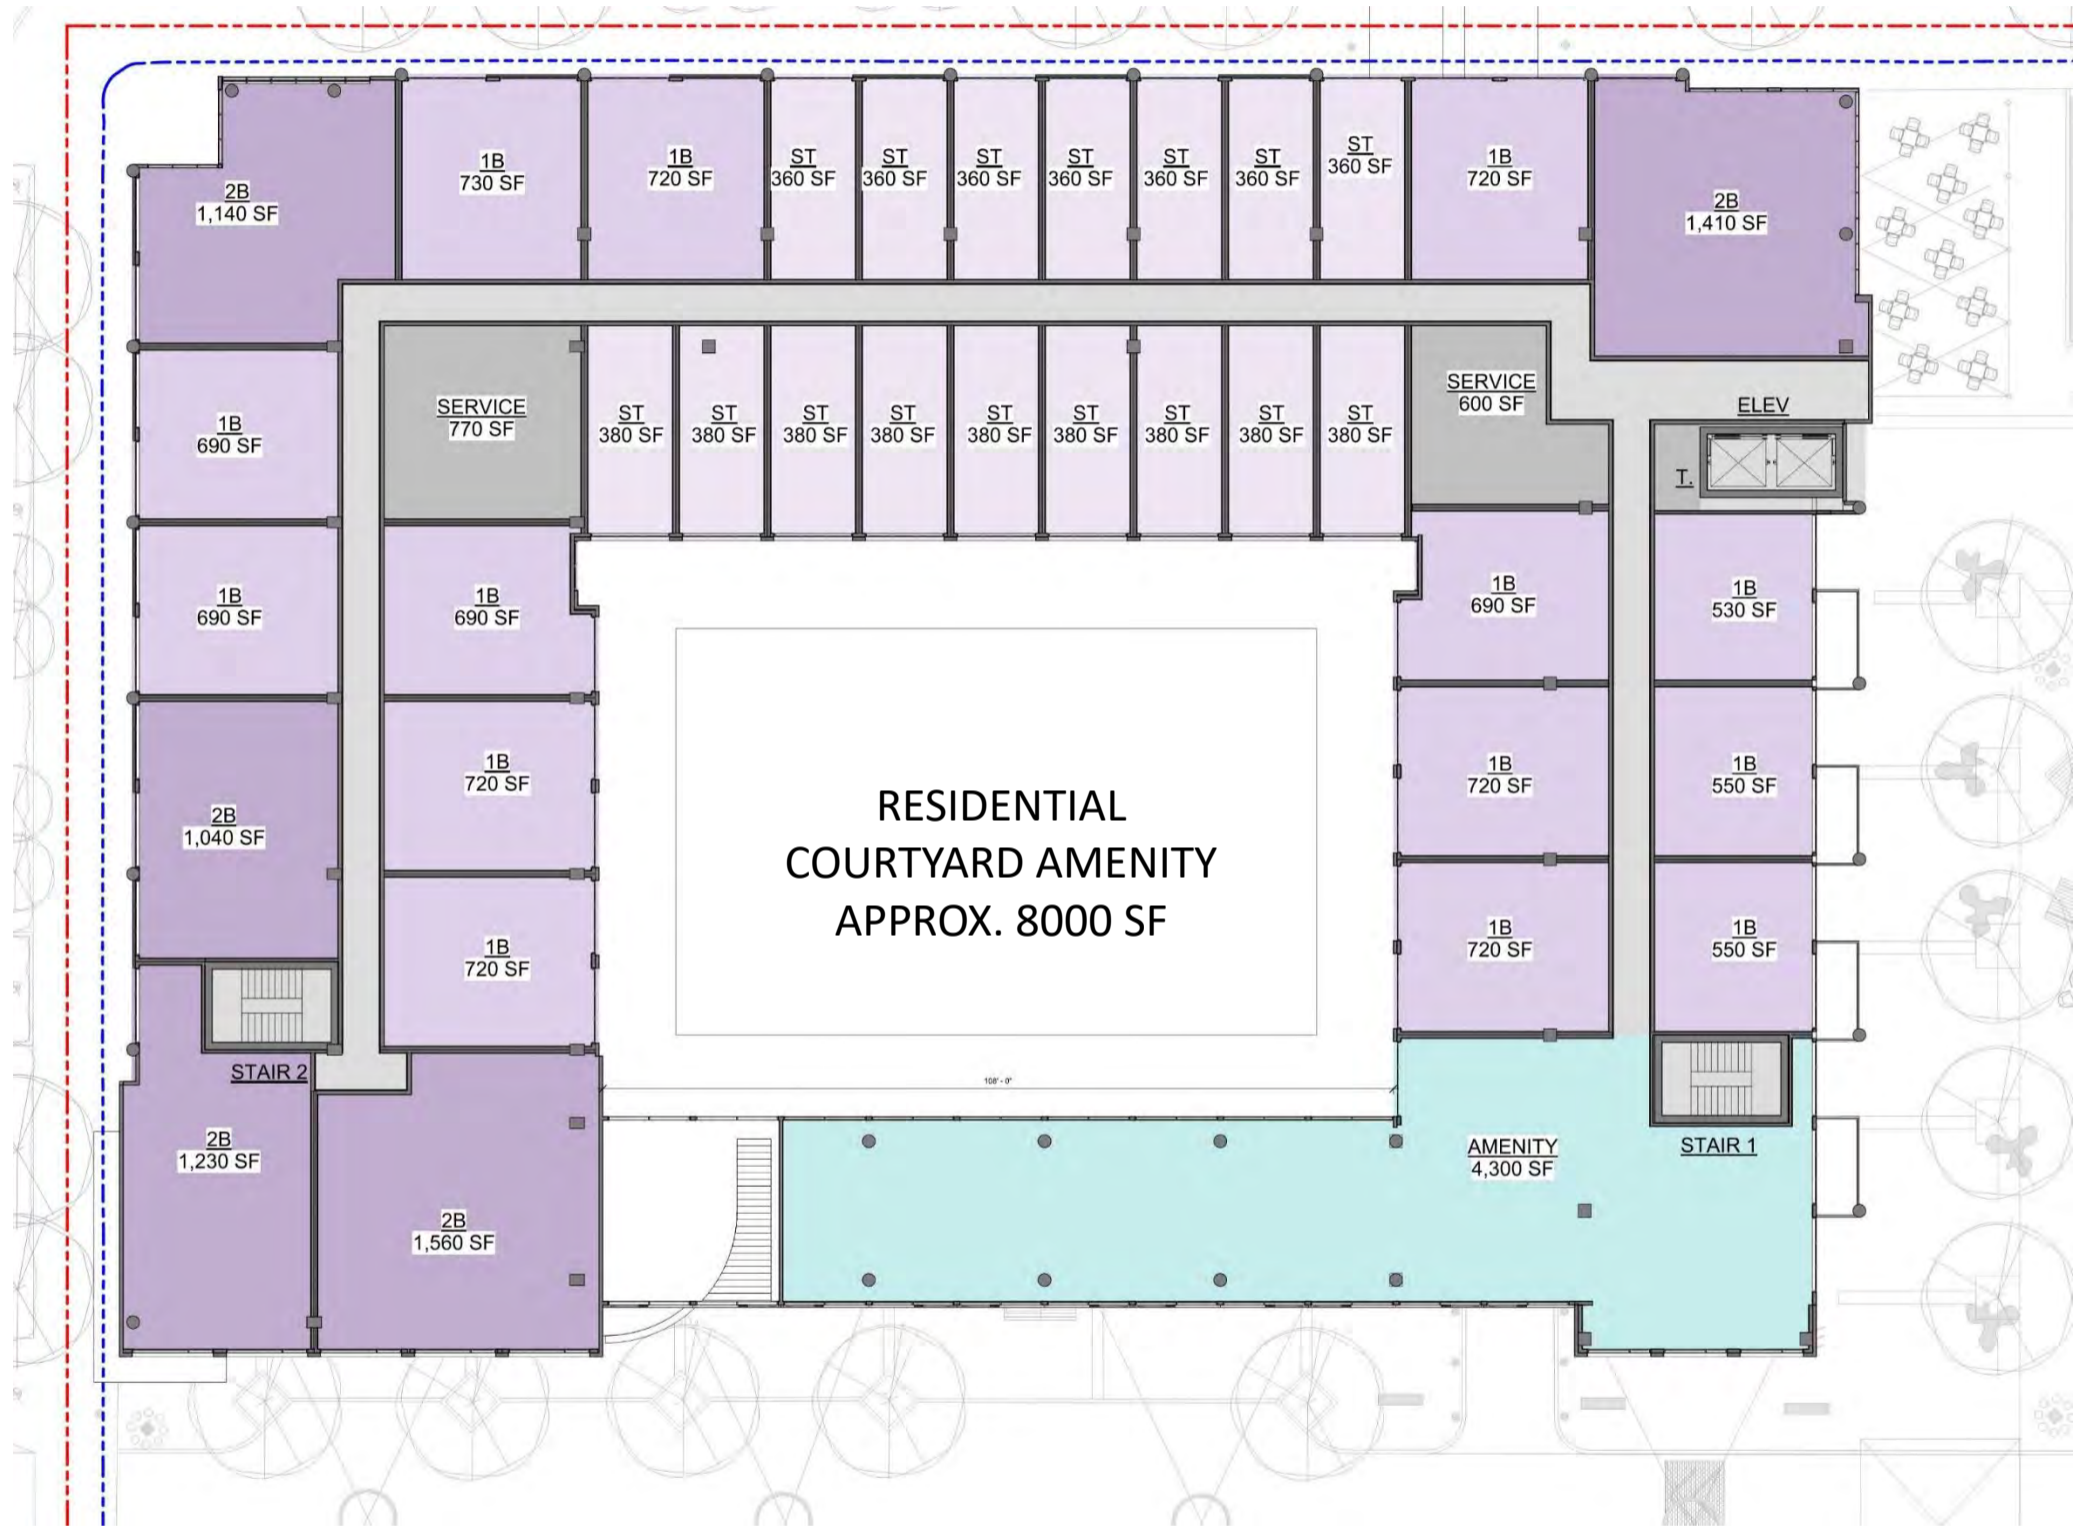 1B
730 SF
1B
720 SF
ST
360 SF
ST
360 SF
ST
360 SF
ST
360 SF
ST
360 SF
ST
360 SF
ST
360 SF
1B
720 SF
2B
1,140 SF
2B
1,410 SF
SERVICE
770 SF
ST
380 SF
ST
380 SF
ST
380 SF
ST
380 SF
ST
380 SF
ST
380 SF
ST
380 SF
ST
380 SF
ST
380 SF
SERVICE
600 SF
ELEV
T.
1B
690 SF
1B
690 SF
1B
690 SF
1B
690 SF
1B
530 SF
2B
1,040 SF
1B
720 SF
1B
720 SF
1B
550 SF
RESIDENTIAL
COURTYARD AMENITY
APPROX. 8000 SF
1B
720 SF
1B
720 SF
1B
550 SF
STAIR 2
108' - 0"
2B
1,230 SF
2B
1,560 SF
AMENITY
4,300 SF
STAIR 1